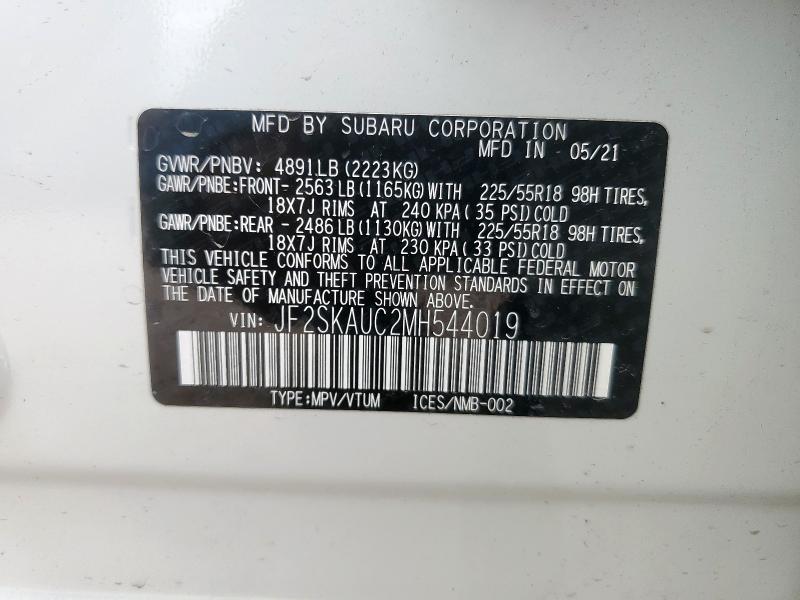 MFD BY SUBARU CORPORATION
MFD IN 05/21
GVWR/PNBV: 4891LB (2223KG)
GAWR/PNBE:FRONT- 2563LB(1165KG)WITH 225/55R18 98H TIRES,
18X7J RIMS AT 240 KPA(35 PSI)COLD
GAWR/PNBE:REAR - 2486LB(1130KG)WITH 225/55R18 98H TIRES,
18X7J RIMS AT 230 KPA(33 PSI)COLD
THIS VEHICLE CONFORMS TO ALL APPLICABLE FEDERAL MOTOR
VEHICLE SAFETY AND THEFT PREVENTION STANDARDS IN EFFECT ON
THE DATE OF MANUFACTURE SHOWN ABOVE.
VIN: JF2SKAUC2MH544019
TYPE:MPV/VTUM ICES/NMB-002